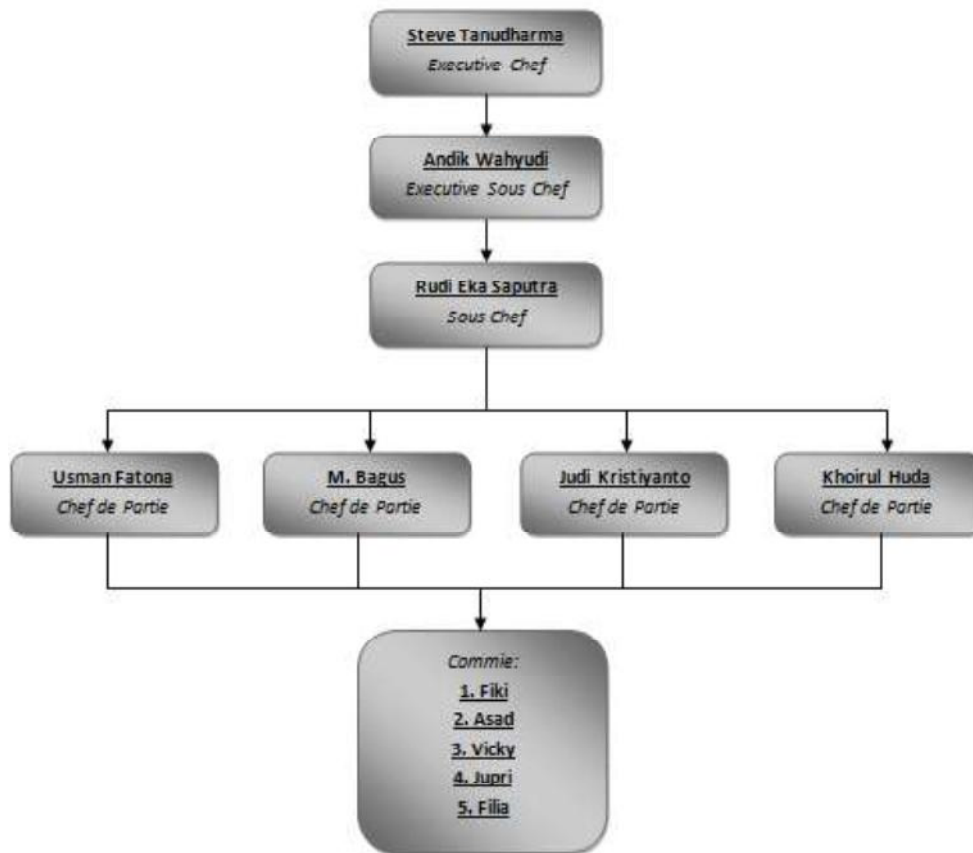 Steve Tanudharma
Executive Chef
Andik Wahyudi
Executive Sous Chef
Rudi Eka Saputra
Sous Chef
Usman Fatona
Chef de Partie
M. Bagus
Chef de Partie
Judi Kristiyanto
Chef de Partie
Khoirul Huda
Chef de Partie
Commie:
1. Fiki
2. Asad
3. Vicky
4. Jupri
5. Filia